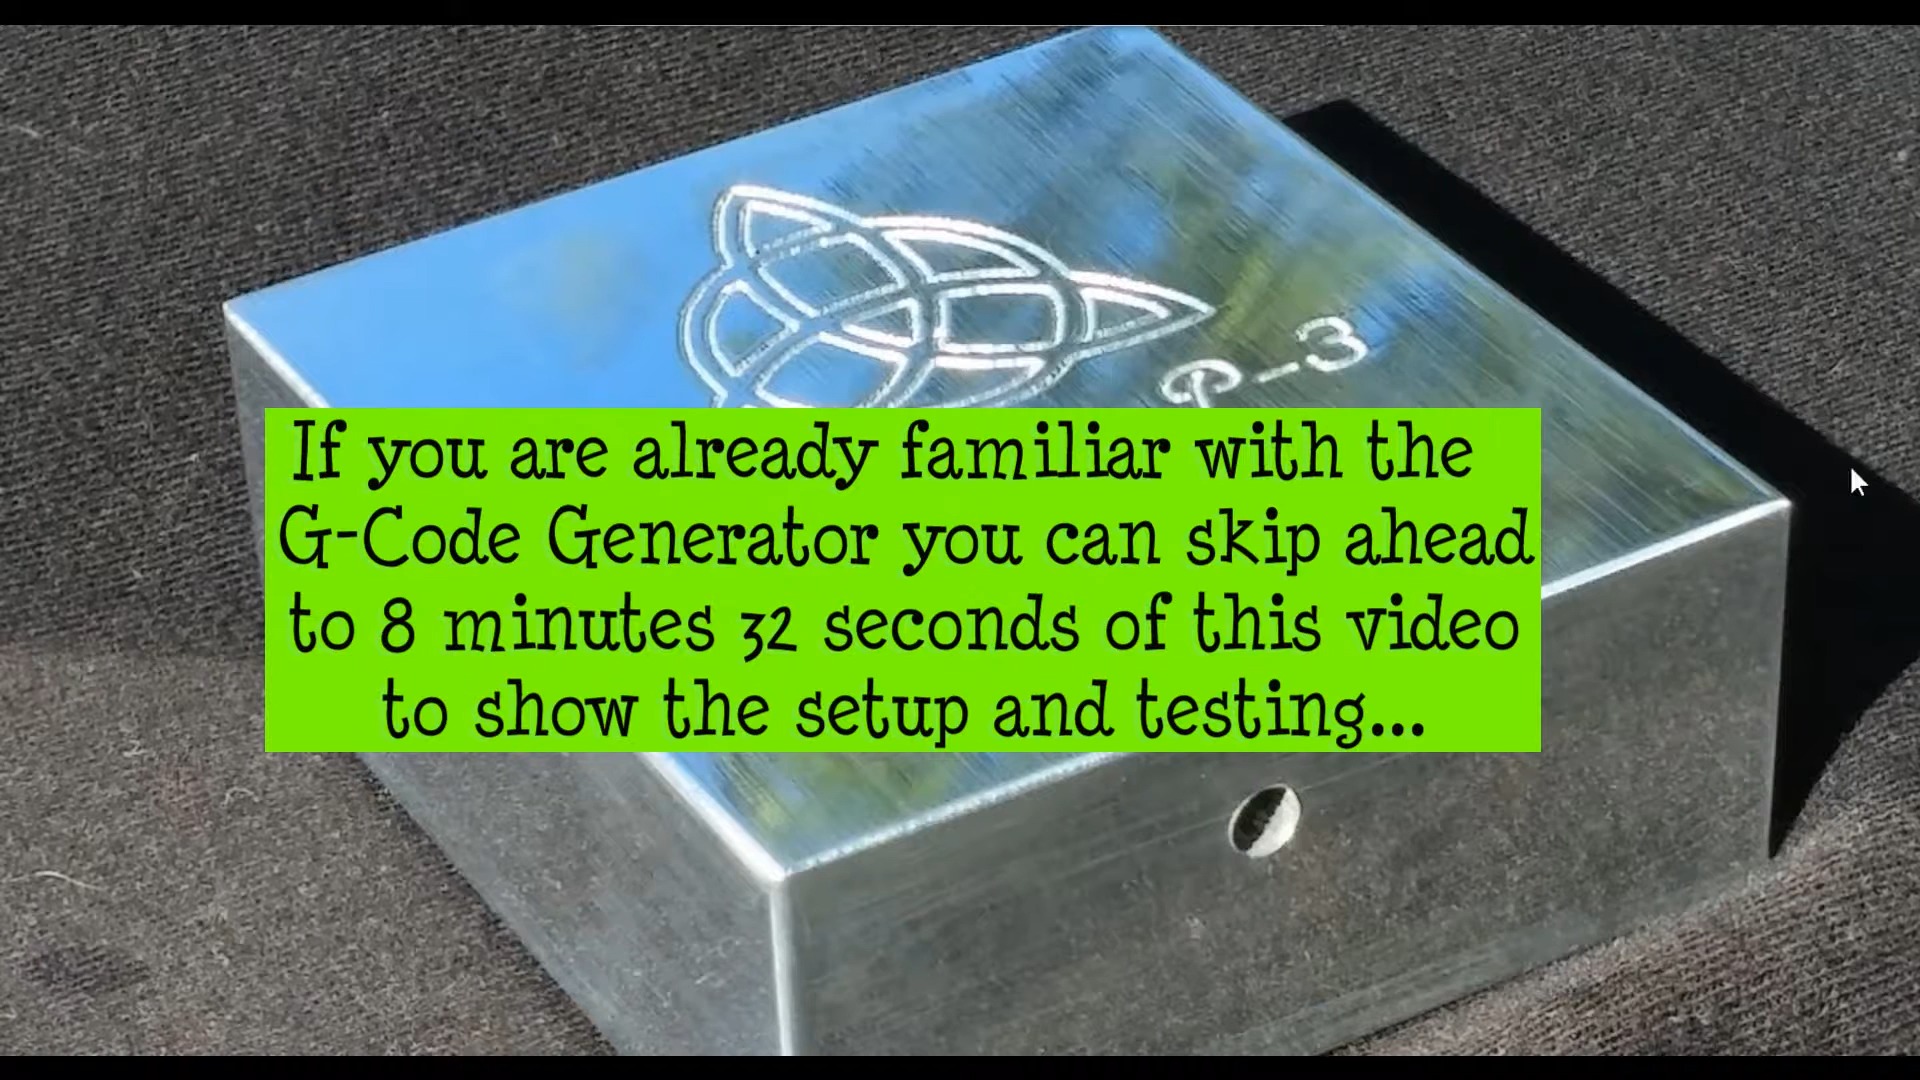 P-3
If you are already familiar with the
G-Code Generator you can skip ahead
to 8 minutes 32 seconds of this video
to show the setup and testing...